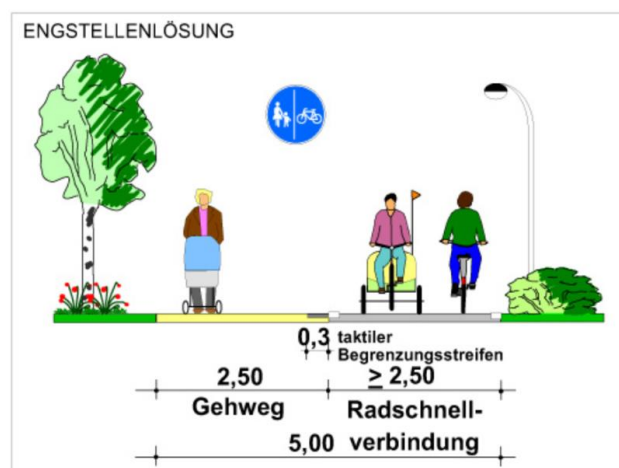 ENGSTELLENLÖSUNG
0,3 taktiler
Begrenzungsstreifen
2,50 ≥ 2,50
Gehweg Radschnell-
5,00 verbindung